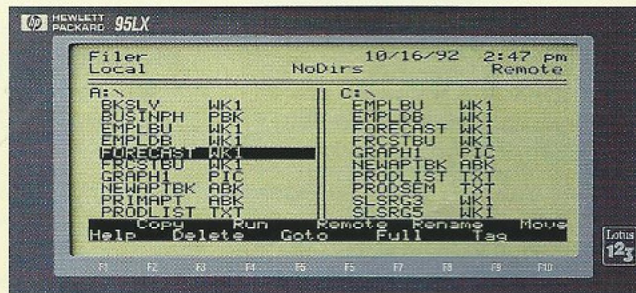 hp HEWLETT
PACKARD 95LX
Filer 10/16/92 2:47 pm
Local NoDirs Remote
A:\ C:\
BKSLV WK1 EMPLBU WK1
BUSINPH PBK EMPLDB WK1
EMPLBU WK1 FORECAST WK1
EMPLDB WK1 FRCSTBU WK1
FORECAST WK1 GRAPH1 PIC
FRCSTBU WK1 NEWAPTBK ABK
GRAPH1 PIC PRODLIST TXT
NEWAPTBK ABK PRODSEM TXT
PRIMAPT ABK SLSRG3 WK1
PRODLIST TXT SLSRG5 WK1
Copy Run Remote Rename Move
Help Delete Goto Full Tag
Lotus
123
F1 F2 F3 F4 F5 F6 F7 F8 F9 F10